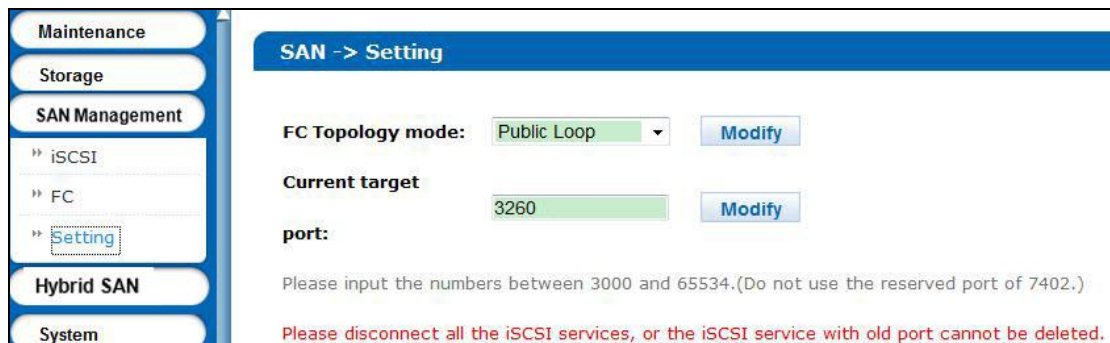 Maintenance
Storage
SAN Management
iSCSI
FC
Setting
Hybrid SAN
System
SAN -> Setting
FC Topology mode: Public Loop Modify
Current target
3260 Modify
port:
Please input the numbers between 3000 and 65534.(Do not use the reserved port of 7402.)
Please disconnect all the iSCSI services, or the iSCSI service with old port cannot be deleted.